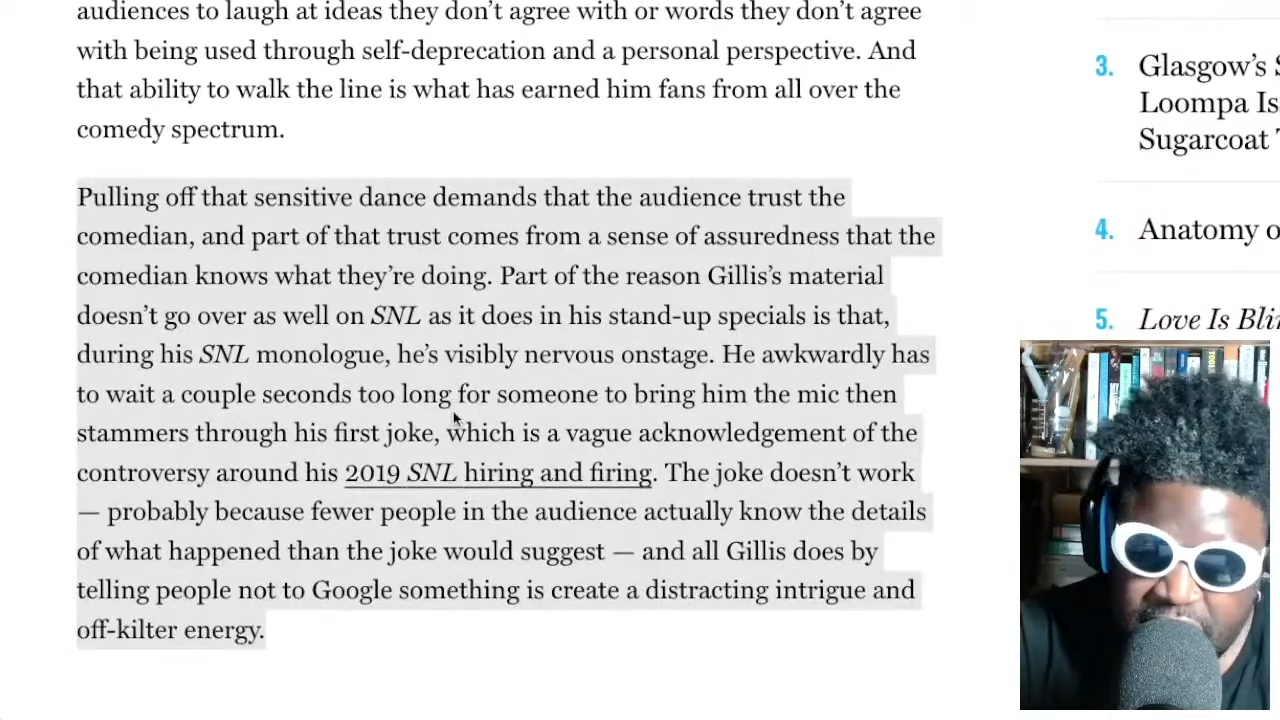 audiences to laugh at ideas they don't agree with or words they don't agree
with being used through self-deprecation and a personal perspective. And
that ability to walk the line is what has earned him fans from all over the
comedy spectrum.
Pulling off that sensitive dance demands that the audience trust the
comedian, and part of that trust comes from a sense of assuredness that the
comedian knows what they're doing. Part of the reason Gillis's material
doesn't go over as well on SNL as it does in his stand-up specials is that,
during his SNL monologue, he's visibly nervous onstage. He awkwardly has
to wait a couple seconds too long for someone to bring him the mic then
stammers through his first joke, which is a vague acknowledgement of the
controversy around his 2019 SNL hiring and firing. The joke doesn't work
— probably because fewer people in the audience actually know the details
of what happened than the joke would suggest — and all Gillis does by
telling people not to Google something is create a distracting intrigue and
off-kilter energy.
3. Glasgow's
Loompa Is
Sugarcoat
4. Anatomy o
5. Love Is Bli